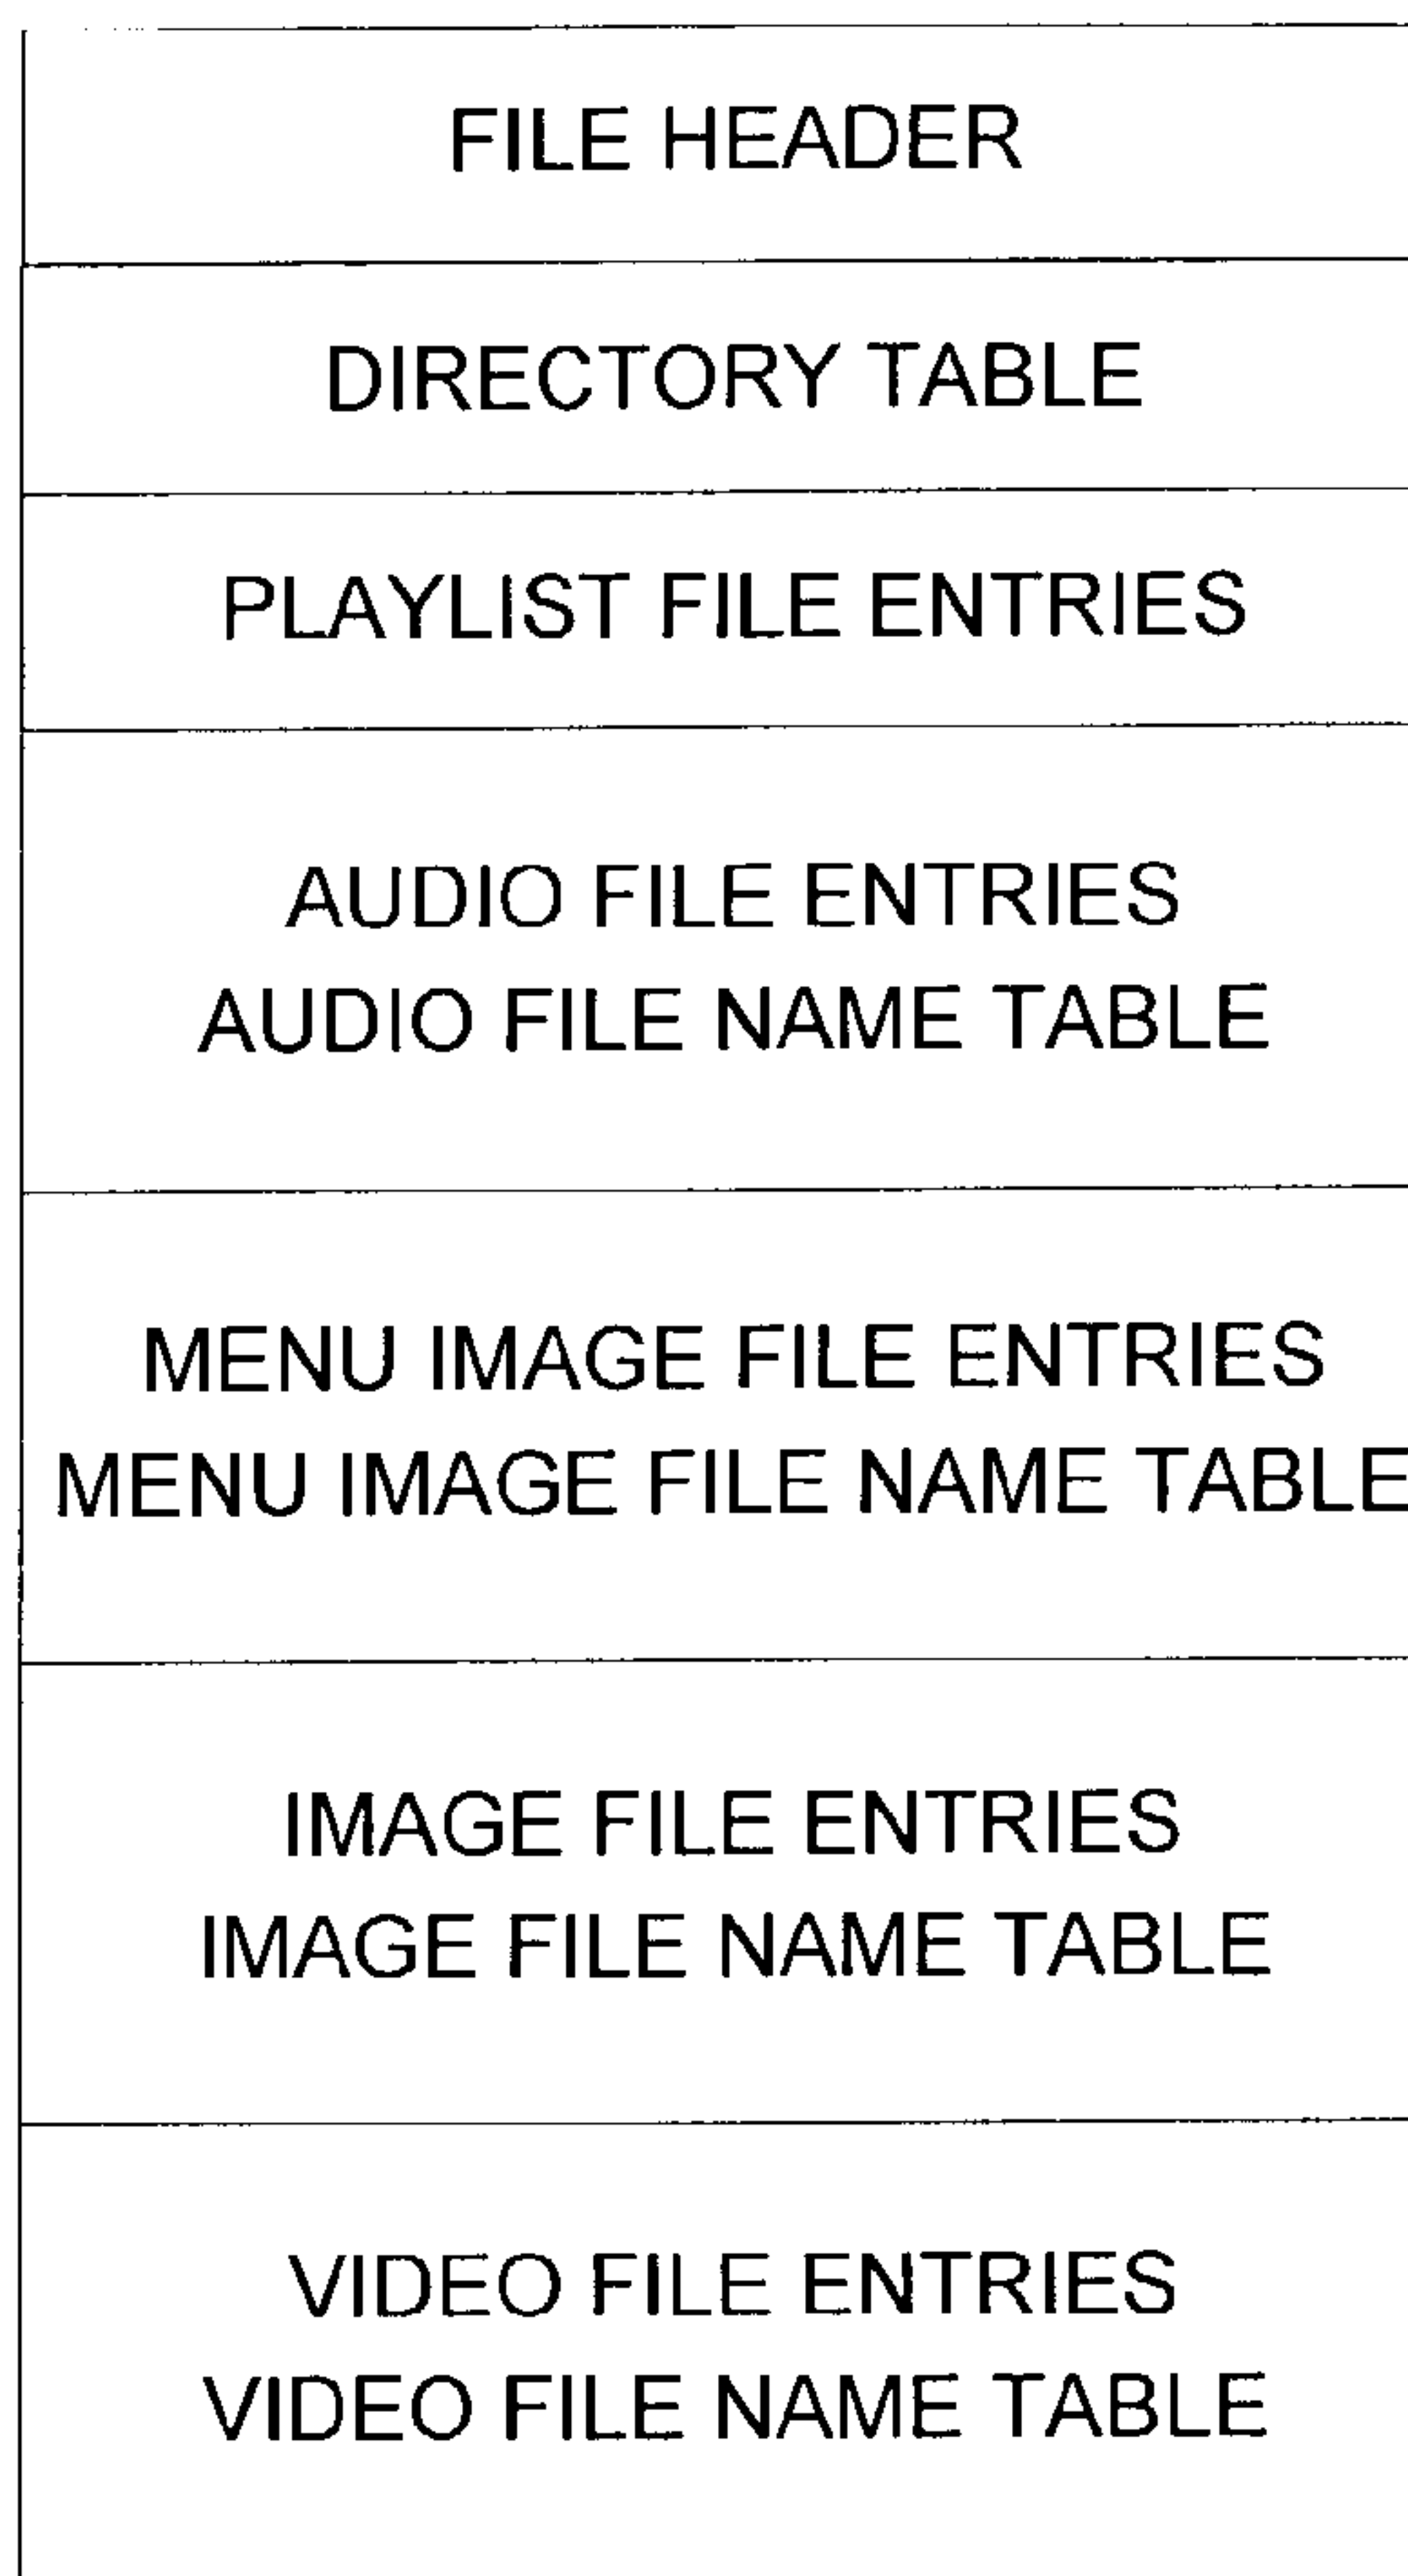 FILE HEADER
DIRECTORY TABLE
PLAYLIST FILE ENTRIES
AUDIO FILE ENTRIES
AUDIO FILE NAME TABLE
MENU IMAGE FILE ENTRIES
MENU IMAGE FILE NAME TABLE
IMAGE FILE ENTRIES
IMAGE FILE NAME TABLE
VIDEO FILE ENTRIES
VIDEO FILE NAME TABLE